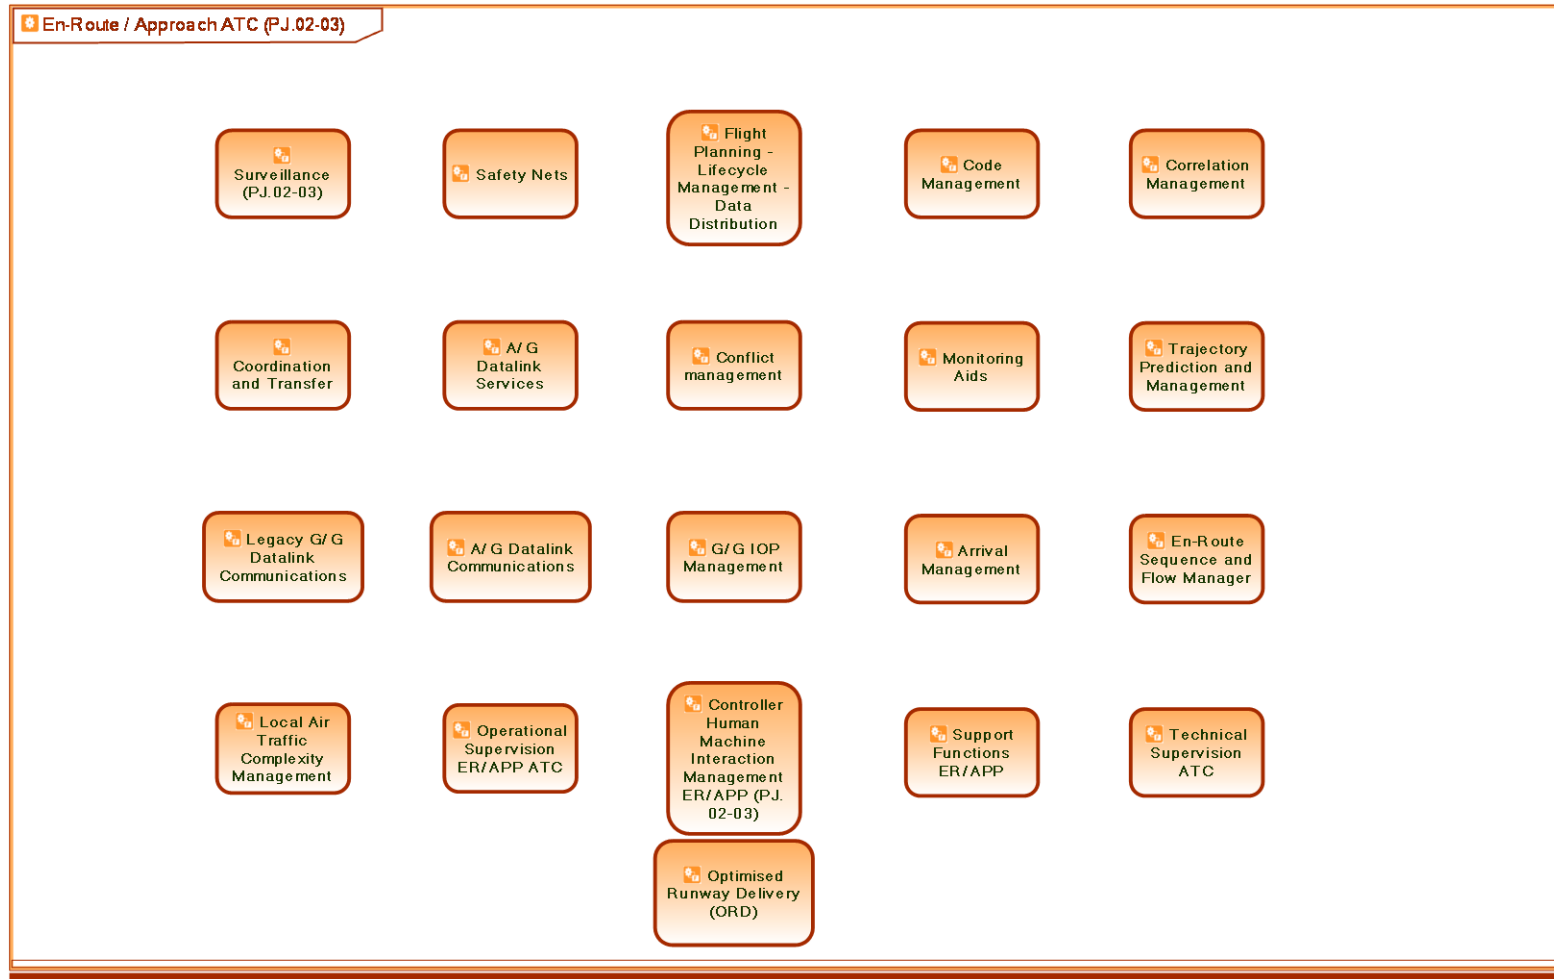 En-Route / Approach ATC (PJ.02-03)
Surveillance
(PJ.02-03)
Safety Nets
Flight
Planning -
Lifecycle
Management -
Data
Distribution
Code
Management
Correlation
Management
Coordination
and Transfer
A/G
Datalink
Services
Conflict
management
Monitoring
Aids
Trajectory
Prediction and
Management
Legacy G/G
Datalink
Communications
A/G Datalink
Communications
G/G IOP
Management
Arrival
Management
En-Route
Sequence and
Flow Manager
Local Air
Traffic
Complexity
Management
Operational
Supervision
ER/APP ATC
Controller
Human
Machine
Interaction
Management
ER/APP (PJ.
02-03)
Support
Functions
ER/APP
Technical
Supervision
ATC
Optimised
Runway Delivery
(ORD)